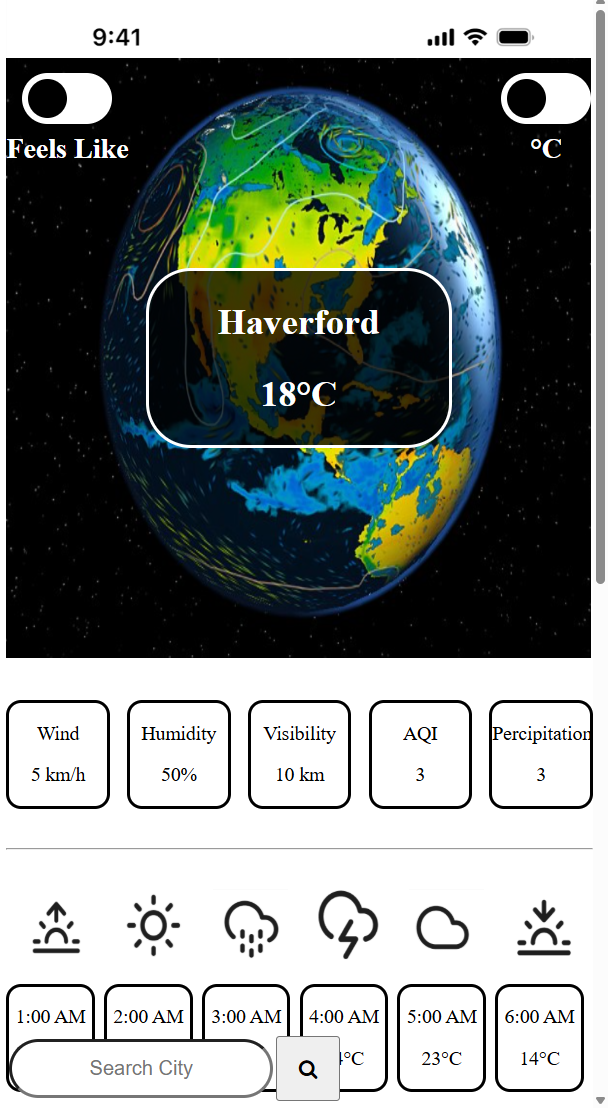 9:41
Feels Like
°C
Haverford
18°C
Wind
5 km/h
Humidity
50%
Visibility
10 km
AQI
3
Percipitation
3
1:00 AM
2:00 AM
3:00 AM
4:00 AM
5:00 AM
6:00 AM
4°C
23°C
14°C
Search City